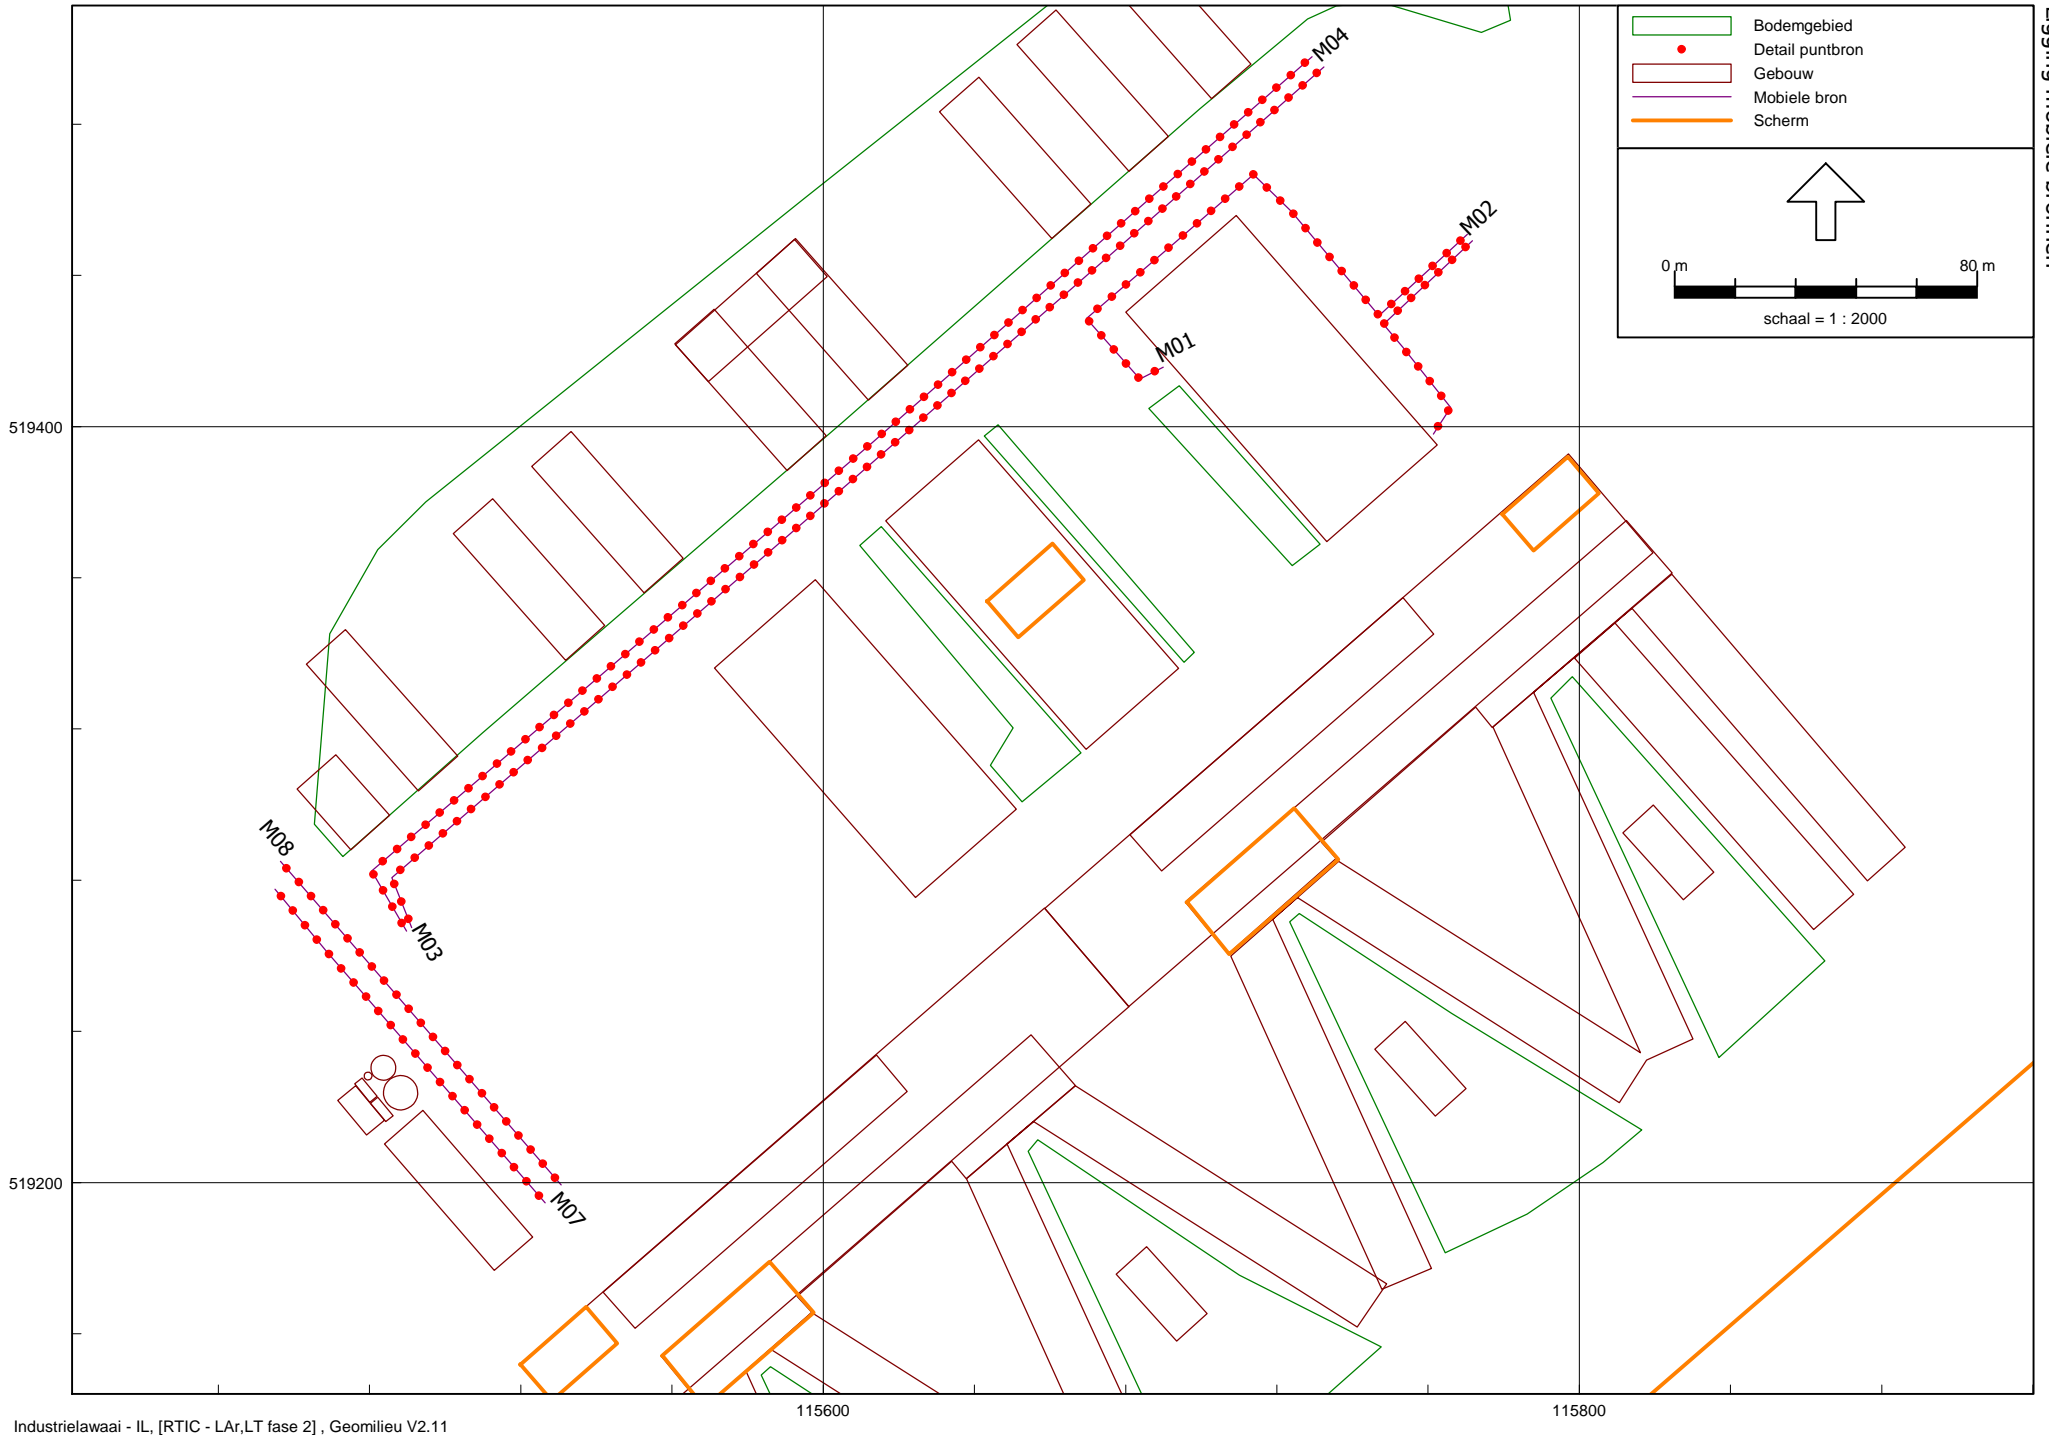 Bodemgebied
Detail puntbron
Gebouw
Mobiele bron
Scherm
0 m 80 m
schaal = 1 : 2000
M04
M02
M01
519400
M08
M03
519200
M07
115600 115800
Industrielawaai - IL, [RTIC - LAr,LT fase 2] , Geomilieu V2.11